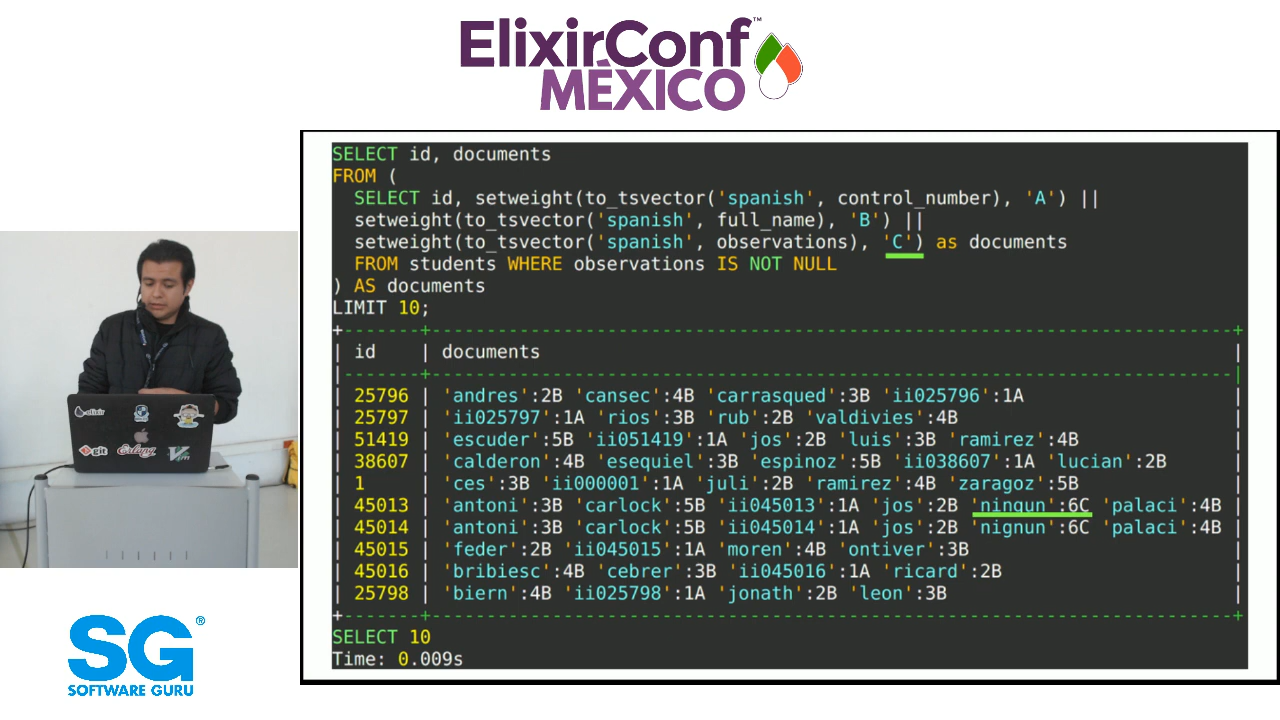 ElixirConf™
MÉXICO
SELECT id, documents
FROM (
SELECT id, setweight(to_tsvector('spanish', control_number), 'A') ||
setweight(to_tsvector('spanish', full_name), 'B') ||
setweight(to_tsvector('spanish', observations), 'C') as documents
FROM students WHERE observations IS NOT NULL
) AS documents
LIMIT 10;
+-------+--------------------------------------------------------------------------+
| id | documents |
|-------+--------------------------------------------------------------------------|
| 25796 | 'andres':2B 'cansec':4B 'carrasqued':3B 'ii025796':1A |
| 25797 | 'ii025797':1A 'rios':3B 'rub':2B 'valdivies':4B |
| 51419 | 'escuder':5B 'ii051419':1A 'jos':2B 'luis':3B 'ramirez':4B |
| 38607 | 'calderon':4B 'esequiel':3B 'espinoz':5B 'ii038607':1A 'lucian':2B |
| 1 | 'ces':3B 'ii000001':1A 'juli':2B 'ramirez':4B 'zaragoz':5B |
| 45013 | 'antoni':3B 'carlock':5B 'ii045013':1A 'jos':2B 'ningun':6C 'palaci':4B |
| 45014 | 'antoni':3B 'carlock':5B 'ii045014':1A 'jos':2B 'nignun':6C 'palaci':4B |
| 45015 | 'feder':2B 'ii045015':1A 'moren':4B 'ontiver':3B |
| 45016 | 'bribiesc':4B 'cebrer':3B 'ii045016':1A 'ricard':2B |
| 25798 | 'biern':4B 'ii025798':1A 'jonath':2B 'leon':3B |
+-------+--------------------------------------------------------------------------+
SELECT 10
Time: 0.009s
elixir
git
Erlang
SG®
SOFTWARE GURU